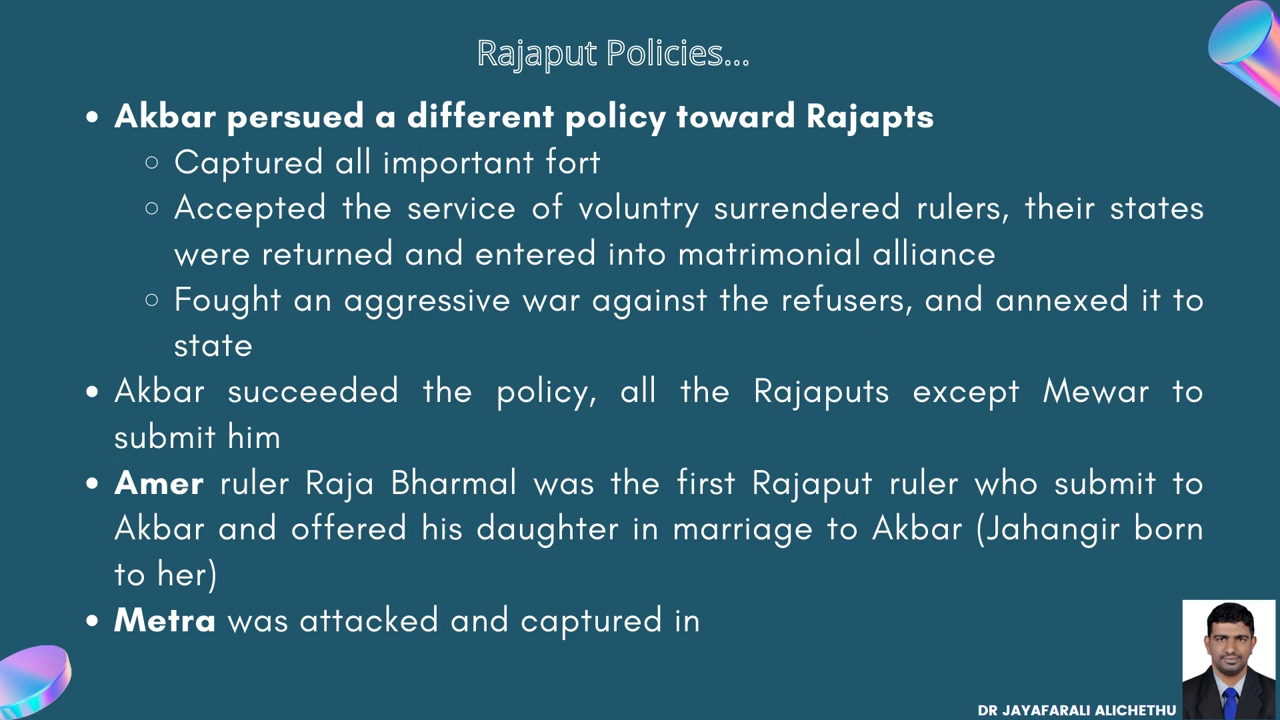 Rajaput Policies...
• Akbar persued a different policy toward Rajapts
○ Captured all important fort
○ Accepted the service of voluntry surrendered rulers, their states
were returned and entered into matrimonial alliance
○ Fought an aggressive war against the refusers, and annexed it to
state
• Akbar succeeded the policy, all the Rajaputs except Mewar to
submit him
• Amer ruler Raja Bharmal was the first Rajaput ruler who submit to
Akbar and offered his daughter in marriage to Akbar (Jahangir born
to her)
• Metra was attacked and captured in
DR JAYAFARALI ALICHETHU